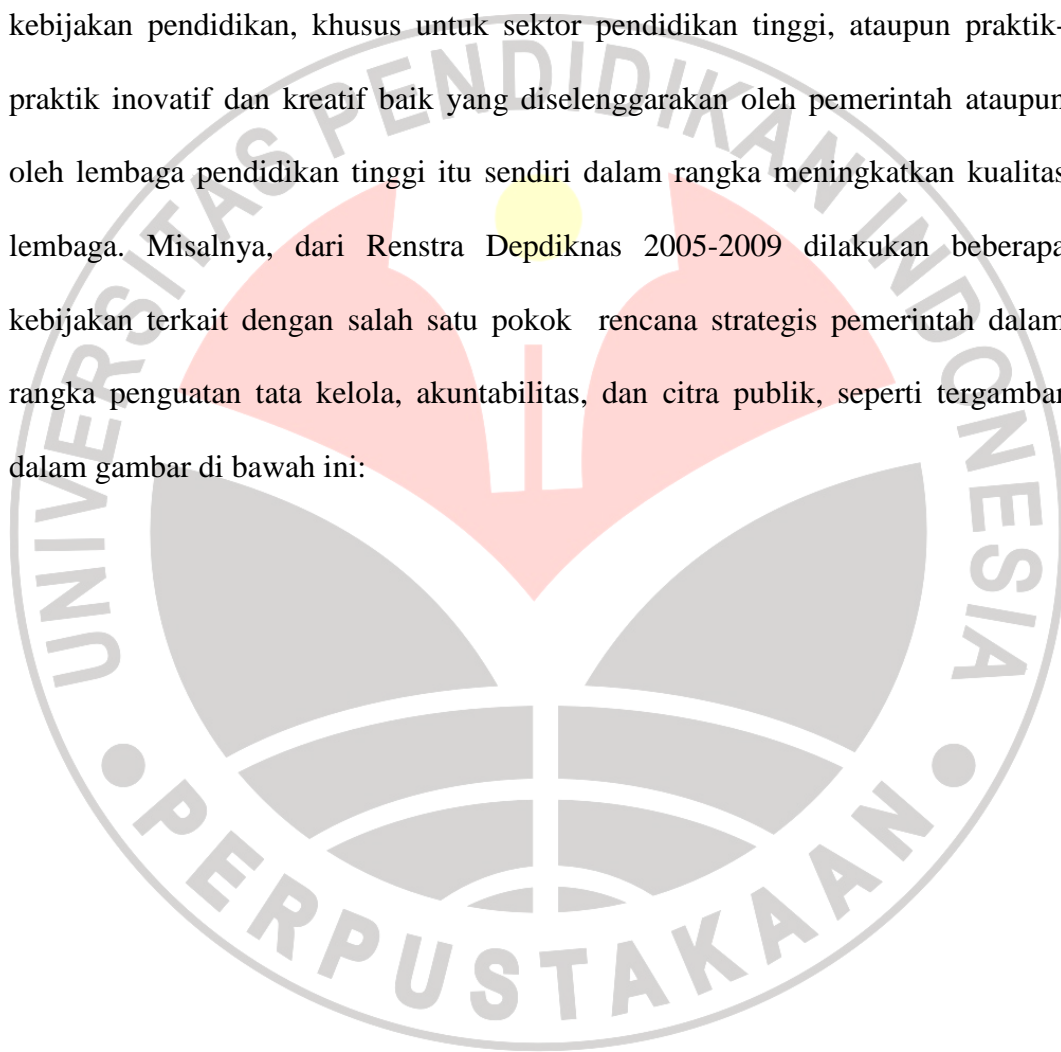 kebijakan pendidikan, khusus untuk sektor pendidikan tinggi, ataupun praktik-
praktik inovatif dan kreatif baik yang diselenggarakan oleh pemerintah ataupun
oleh lembaga pendidikan tinggi itu sendiri dalam rangka meningkatkan kualitas
lembaga. Misalnya, dari Renstra Depdiknas 2005-2009 dilakukan beberapa
kebijakan terkait dengan salah satu pokok rencana strategis pemerintah dalam
rangka penguatan tata kelola, akuntabilitas, dan citra publik, seperti tergambar
dalam gambar di bawah ini:
UNIVERSITAS PENDIDIKAN INDONESIA
PERPUSTAKAAN